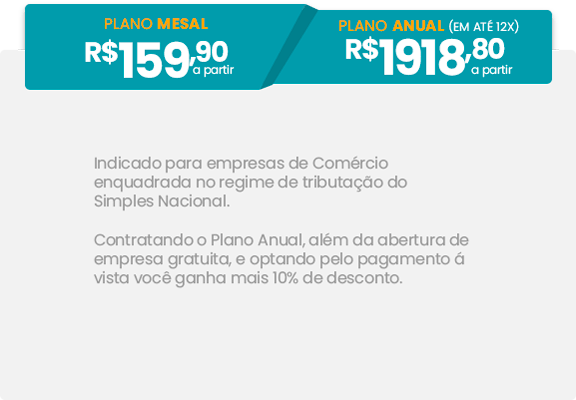 PLANO MESAL
R$159,90
a partir
PLANO ANUAL (EM ATÉ 12X)
R$1918,80
a partir
Indicado para empresas de Comércio
enquadrada no regime de tributação do
Simples Nacional.
Contratando o Plano Anual, além da abertura de
empresa gratuita, e optando pelo pagamento á
vista você ganha mais 10% de desconto.